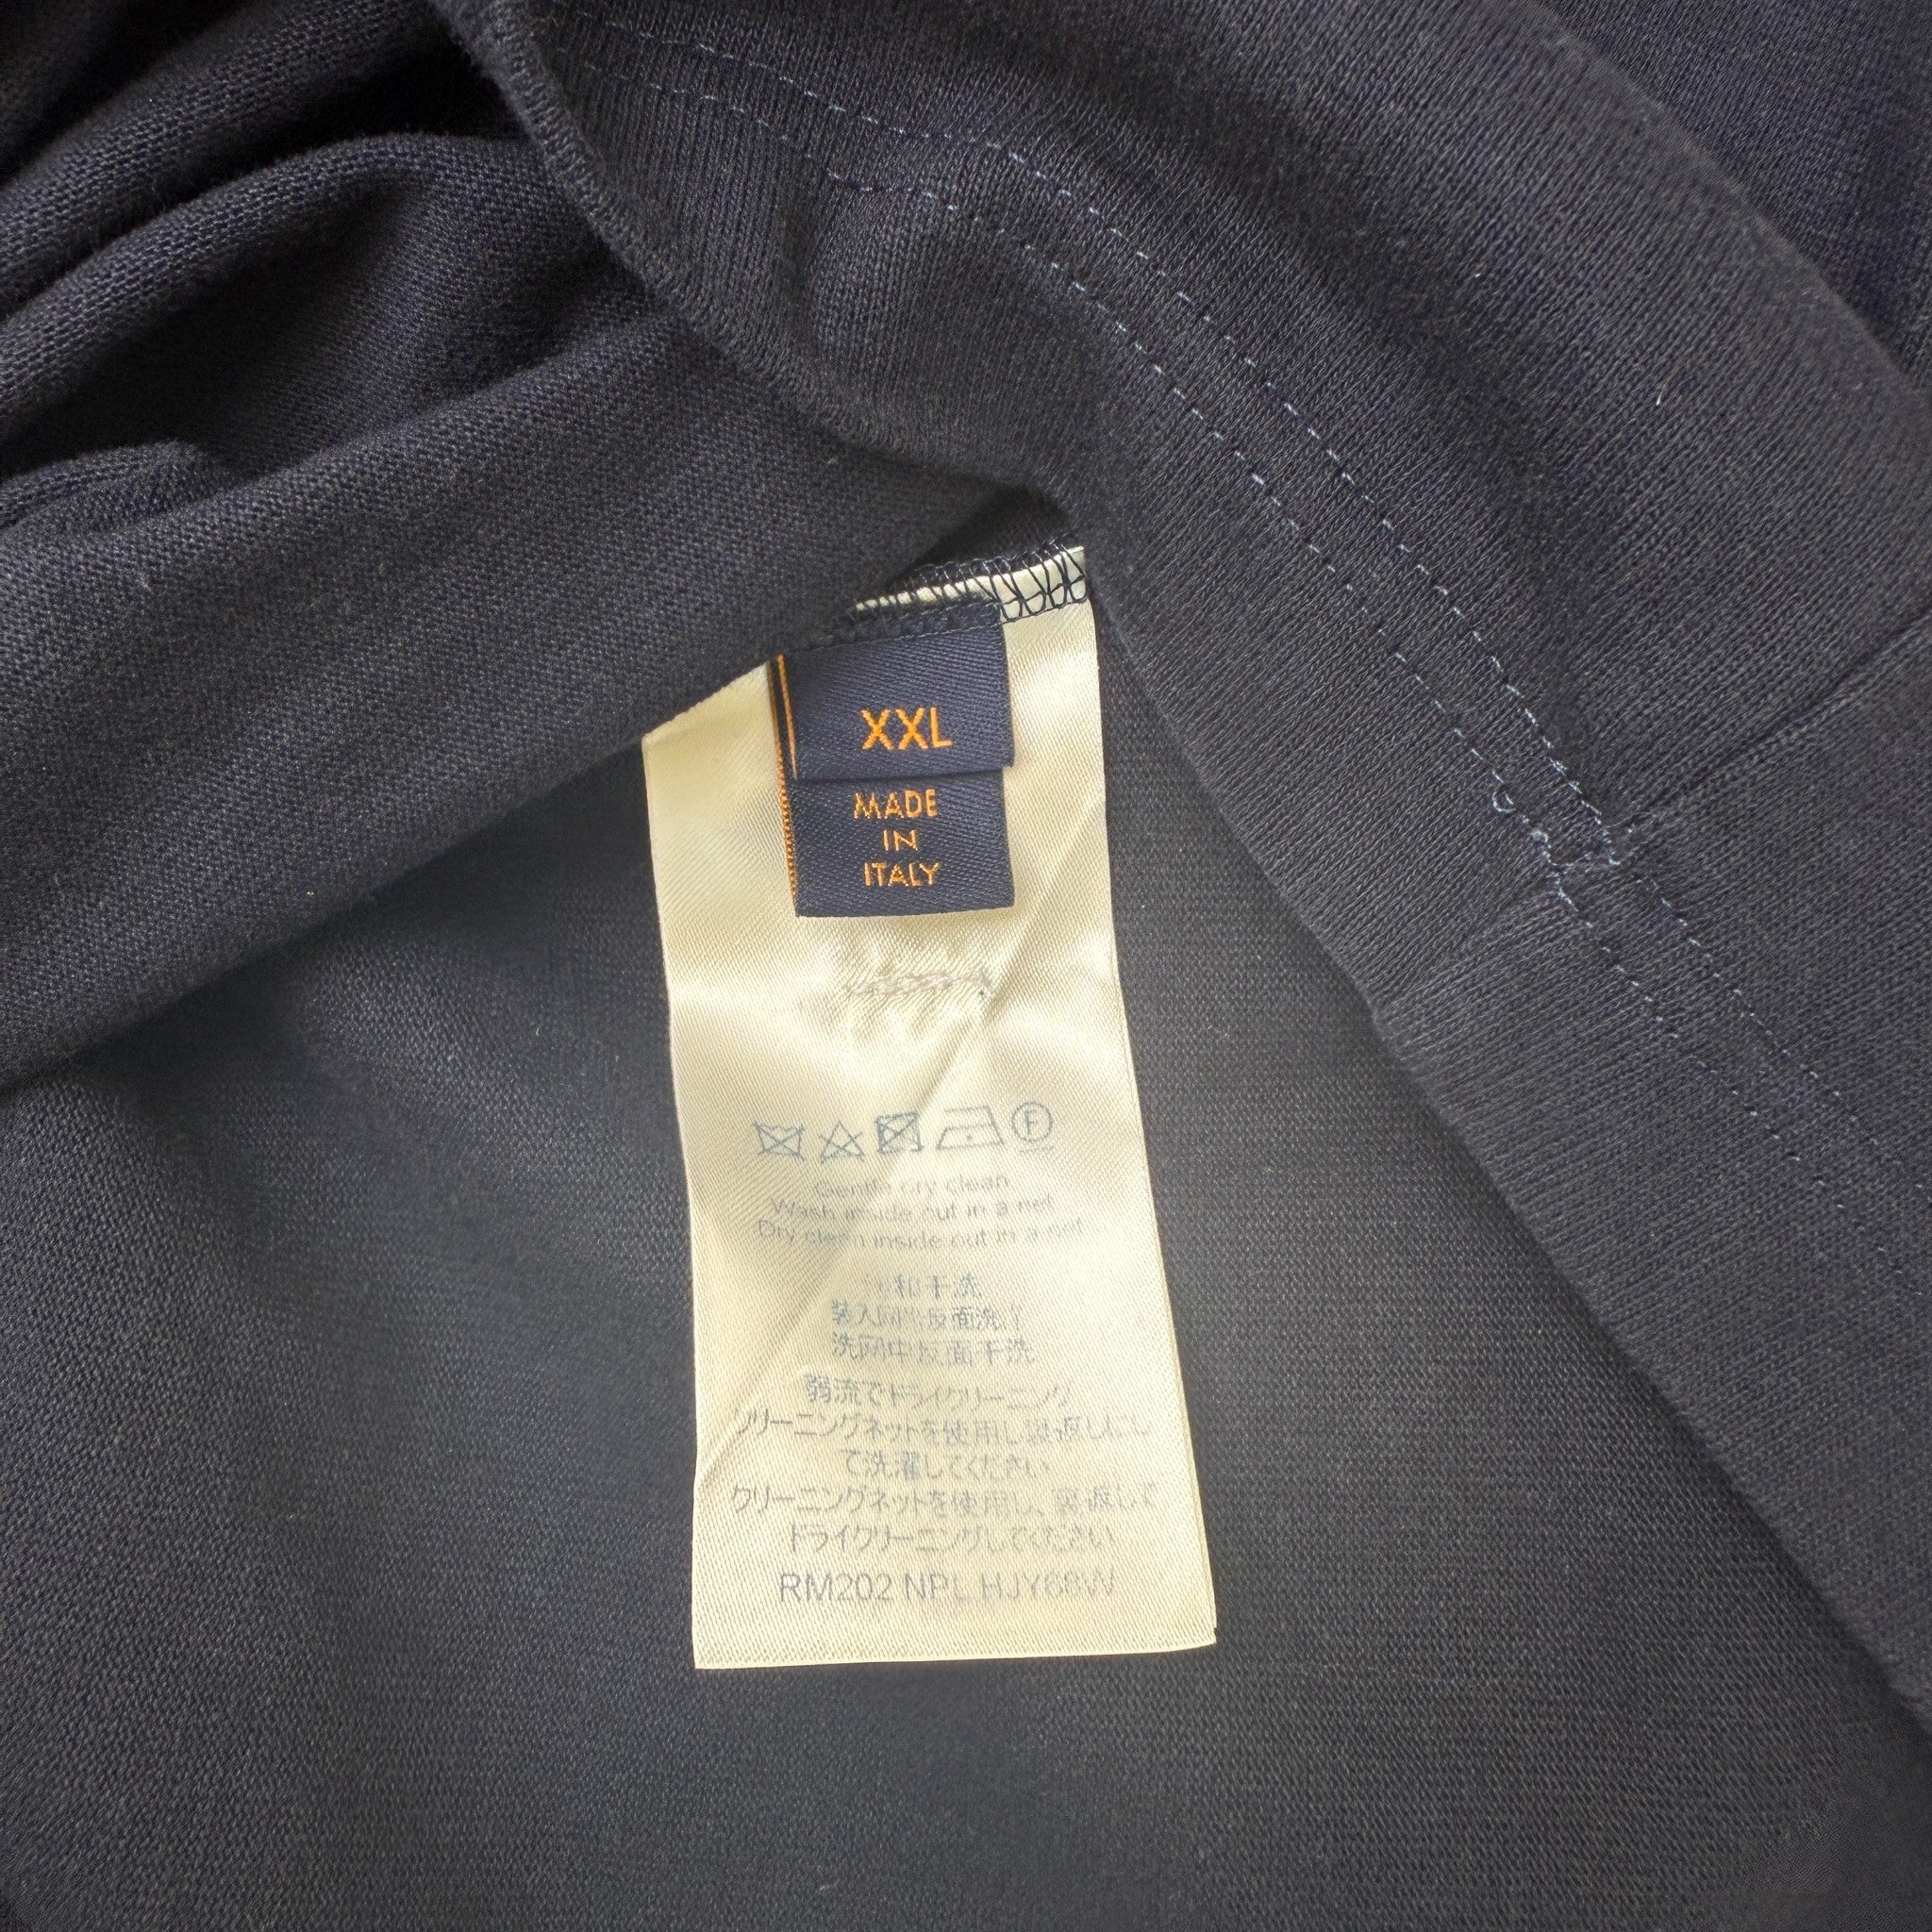 XXL
MADE
IN
ITALY
F
Gentle dry clean
Wash inside out in a net
Dry clean inside out in a net
和干洗
装入网中反面洗涤
洗网中反面干洗
弱流でドライクリーニング
クリーニングネットを使用し裏返しにし
て洗濯してください
クリーニングネットを使用し、裏返して
ドライクリーニングしてください
RM202 NPL HJY68W